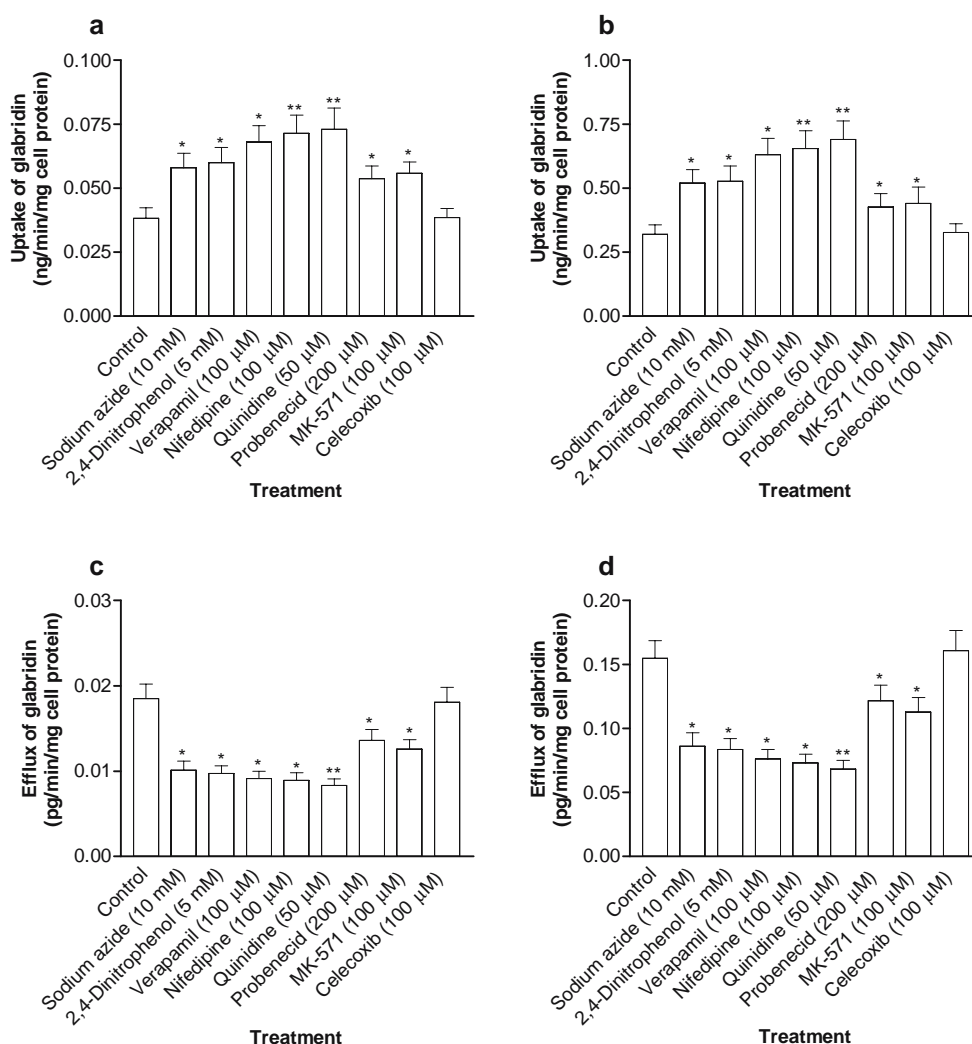 a
0.100
0.075
0.050
0.025
0.000
Uptake of glabridin
(ng/min/mg cell protein)
* * * ** ** * *
Control
Sodium azide (10 mM)
2,4-Dinitrophenol (5 mM)
Verapamil (100 μM)
Nifedipine (100 μM)
Quinidine (50 μM)
Probenecid (200 μM)
MK-571 (100 μM)
Celecoxib (100 μM)
Treatment
b
1.00
0.75
0.50
0.25
0.00
Uptake of glabridin
(ng/min/mg cell protein)
* * * ** ** * *
Control
Sodium azide (10 mM)
2,4-Dinitrophenol (5 mM)
Verapamil (100 μM)
Nifedipine (100 μM)
Quinidine (50 μM)
Probenecid (200 μM)
MK-571 (100 μM)
Celecoxib (100 μM)
Treatment
c
0.03
0.02
0.01
0.00
Efflux of glabridin
(pg/min/mg cell protein)
* * * * ** * *
Control
Sodium azide (10 mM)
2,4-Dinitrophenol (5 mM)
Verapamil (100 μM)
Nifedipine (100 μM)
Quinidine (50 μM)
Probenecid (200 μM)
MK-571 (100 μM)
Celecoxib (100 μM)
Treatment
d
0.20
0.15
0.10
0.05
0.00
Efflux of glabridin
(pg/min/mg cell protein)
* * * * ** * *
Control
Sodium azide (10 mM)
2,4-Dinitrophenol (5 mM)
Verapamil (100 μM)
Nifedipine (100 μM)
Quinidine (50 μM)
Probenecid (200 μM)
MK-571 (100 μM)
Celecoxib (100 μM)
Treatment